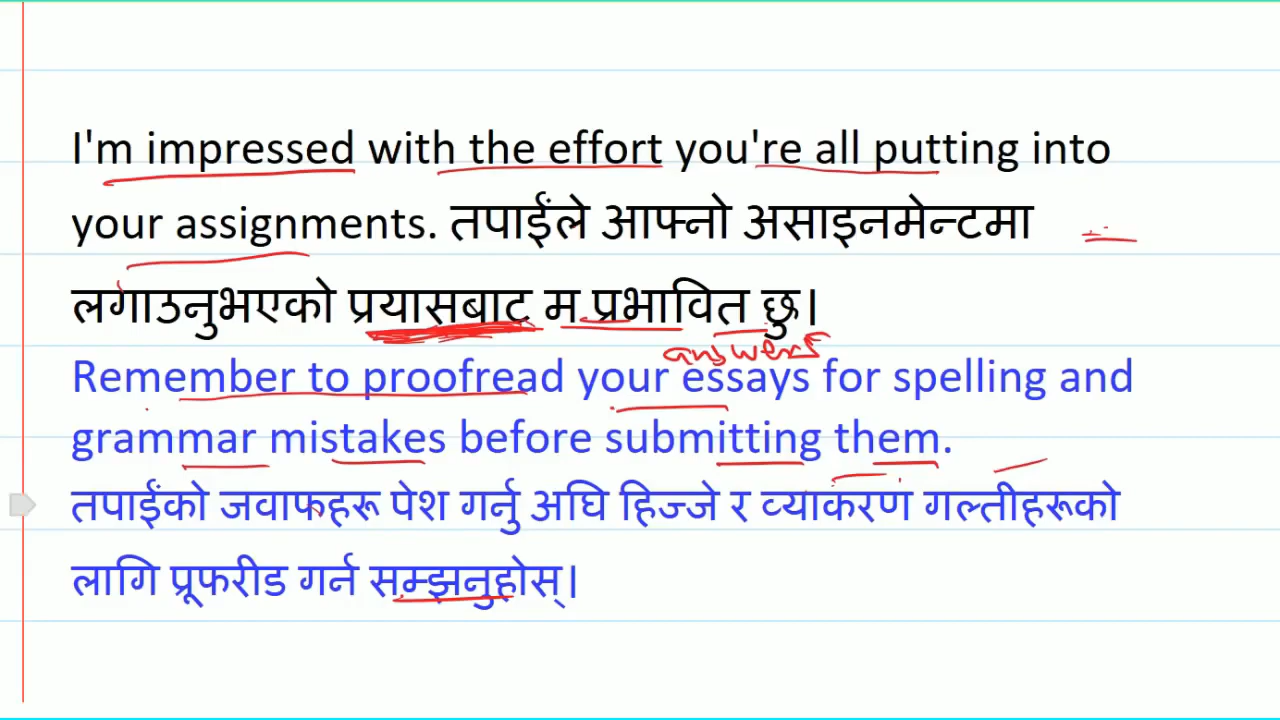 I'm impressed with the effort you're all putting into
your assignments. तपाईंले आफ्नो असाइनमेन्टमा
लगाउनुभएको प्रयासबाट म प्रभावित छु।
answers
Remember to proofread your essays for spelling and
grammar mistakes before submitting them.
तपाईंको जवाफहरू पेश गर्नु अघि हिज्जे र व्याकरण गल्तीहरूको
लागि प्रूफरीड गर्न सम्झनुहोस्।